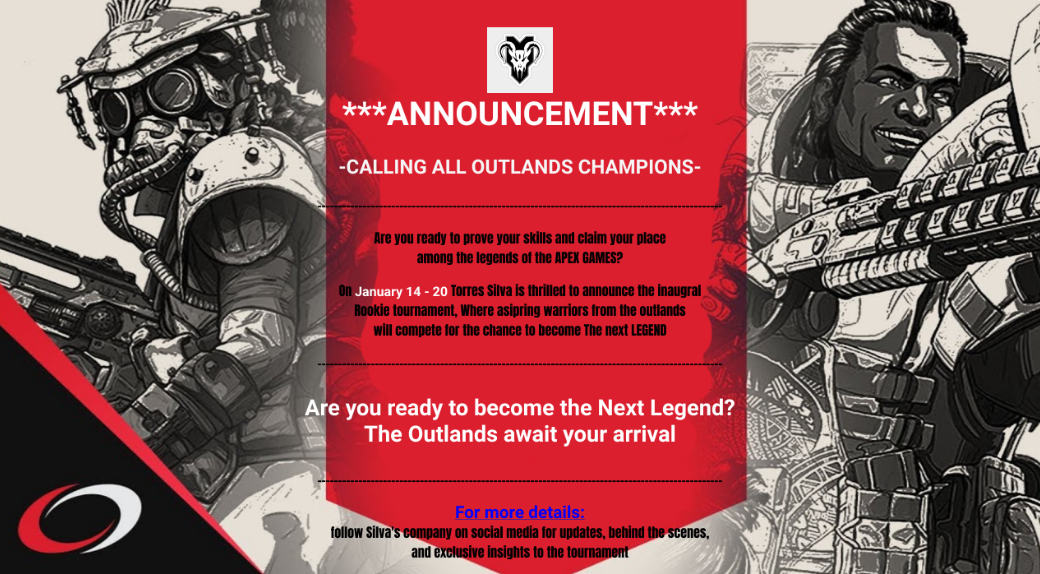 ***ANNOUNCEMENT***
-CALLING ALL OUTLANDS CHAMPIONS-
Are you ready to prove your skills and claim your place
among the legends of the APEX GAMES?
On January 14 - 20 Torres Silva is thrilled to announce the inaugral
Rookie tournament, Where asipring warriors from the outlands
will compete for the chance to become The next LEGEND
Are you ready to become the Next Legend?
The Outlands await your arrival
For more details:
follow Silva's company on social media for updates, behind the scenes,
and exclusive insights to the tournament